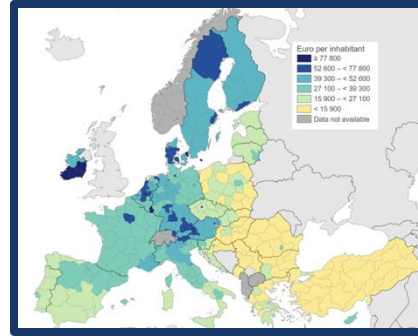 Euro per inhabitant
≥ 77 800
52 600 – < 77 800
39 300 – < 52 600
27 100 – < 39 300
15 900 – < 27 100
< 15 900
Data not available